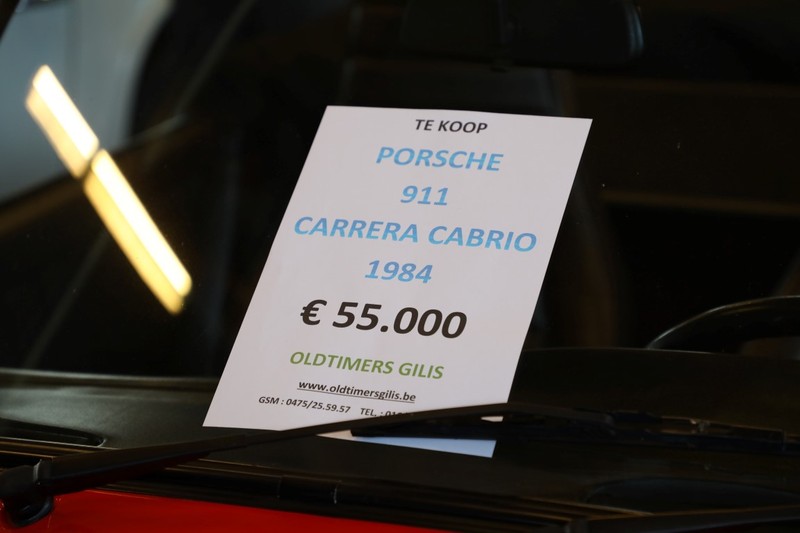 TE KOOP
PORSCHE
911
CARRERA CABRIO
1984
€ 55.000
OLDTIMERS GILIS
www.oldtimersgilis.be
GSM : 0475/25.59.57 TEL. :